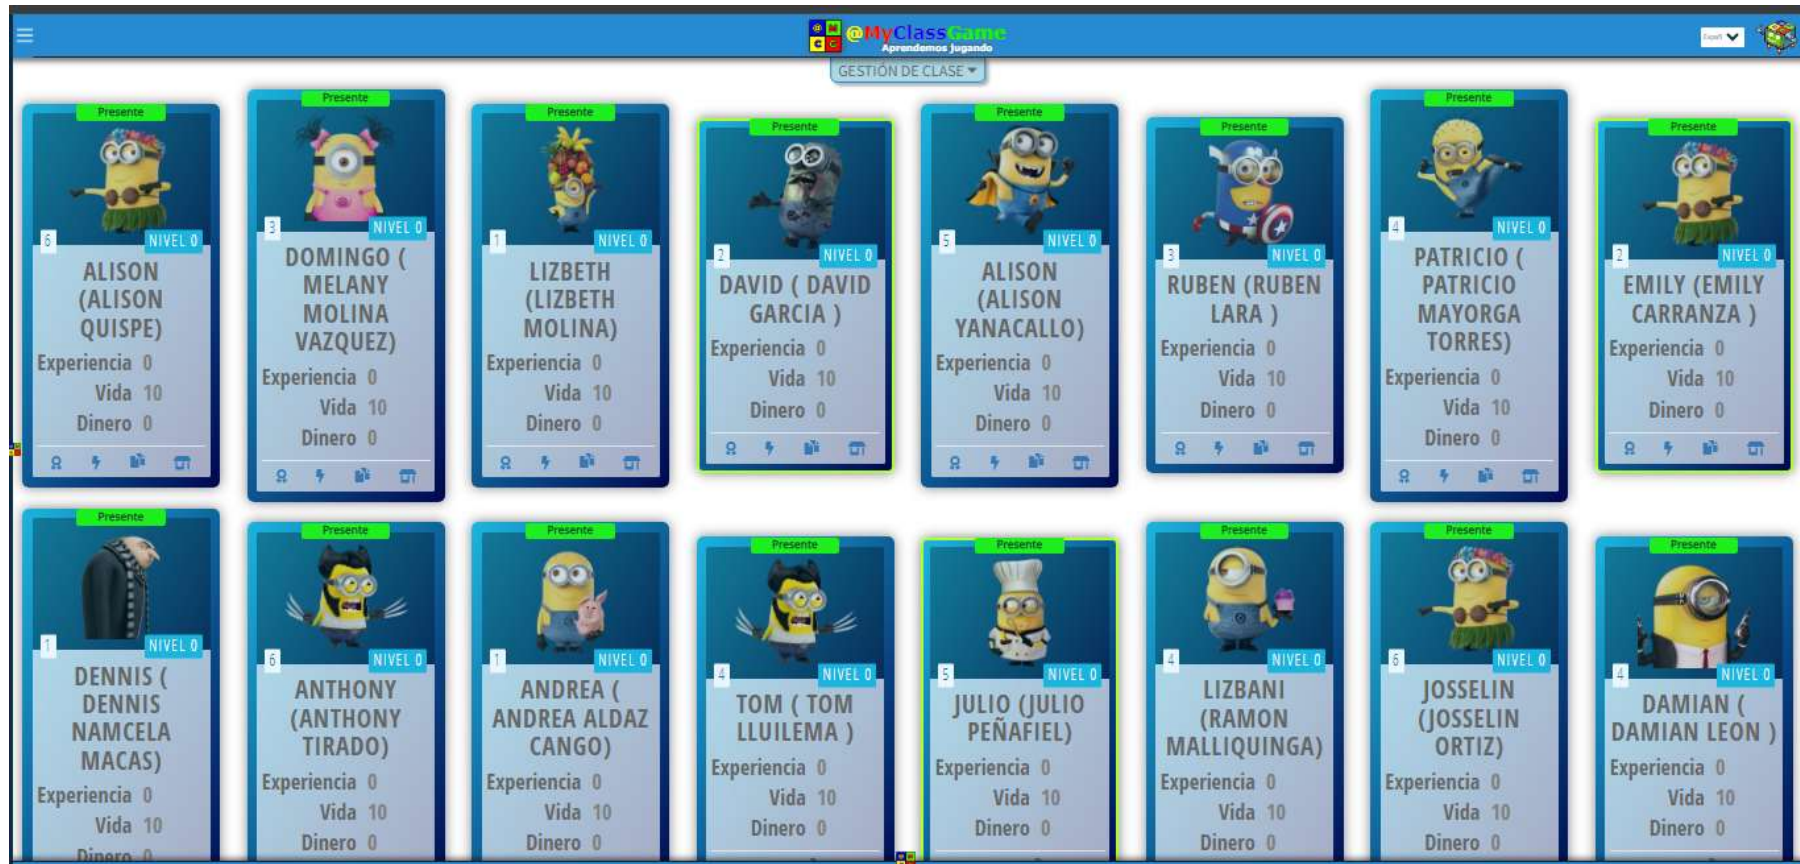 @MyClassGame
Aprendemos jugando
GESTIÓN DE CLASE
Presente
6
NIVEL 0
ALISON
(ALISON
QUISPE)
Experiencia 0
Vida 10
Dinero 0
Presente
3
NIVEL 0
DOMINGO (
MELANY
MOLINA
VAZQUEZ)
Experiencia 0
Vida 10
Dinero 0
Presente
1
NIVEL 0
LIZBETH
(LIZBETH
MOLINA)
Experiencia 0
Vida 10
Dinero 0
Presente
2
NIVEL 0
DAVID ( DAVID
GARCIA )
Experiencia 0
Vida 10
Dinero 0
Presente
5
NIVEL 0
ALISON
(ALISON
YANACALLO)
Experiencia 0
Vida 10
Dinero 0
Presente
3
NIVEL 0
RUBEN (RUBEN
LARA )
Experiencia 0
Vida 10
Dinero 0
Presente
4
NIVEL 0
PATRICIO (
PATRICIO
MAYORGA
TORRES)
Experiencia 0
Vida 10
Dinero 0
Presente
2
NIVEL 0
EMILY (EMILY
CARRANZA )
Experiencia 0
Vida 10
Dinero 0
Presente
1
NIVEL 0
DENNIS (
DENNIS
NAMCELA
MACAS)
Experiencia 0
Vida 10
Dinero 0
Presente
6
NIVEL 0
ANTHONY
(ANTHONY
TIRADO)
Experiencia 0
Vida 10
Dinero 0
Presente
1
NIVEL 0
ANDREA (
ANDREA ALDAZ
CANGO)
Experiencia 0
Vida 10
Dinero 0
Presente
4
NIVEL 0
TOM ( TOM
LLUILEMA )
Experiencia 0
Vida 10
Dinero 0
Presente
5
NIVEL 0
JULIO (JULIO
PEÑAFIEL)
Experiencia 0
Vida 10
Dinero 0
Presente
4
NIVEL 0
LIZBANI
(RAMON
MALLIQUINGA)
Experiencia 0
Vida 10
Dinero 0
Presente
6
NIVEL 0
JOSSELIN
(JOSSELIN
ORTIZ)
Experiencia 0
Vida 10
Dinero 0
Presente
4
NIVEL 0
DAMIAN (
DAMIAN LEON )
Experiencia 0
Vida 10
Dinero 0